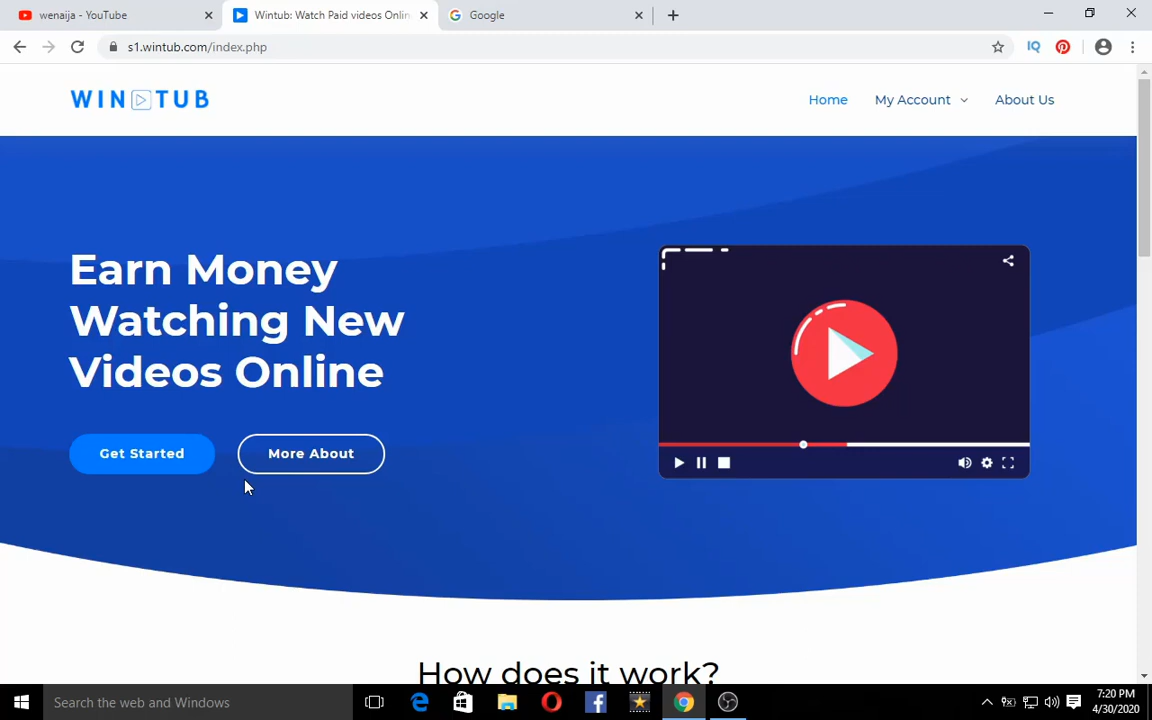 wenaija - YouTube
Wintub: Watch Paid videos Onlin
Google
s1.wintub.com/index.php
IQ
WIN TUB
Home
My Account
About Us
Earn Money
Watching New
Videos Online
Get Started
More About
How does it work?
Search the web and Windows
7:20 PM
4/30/2020